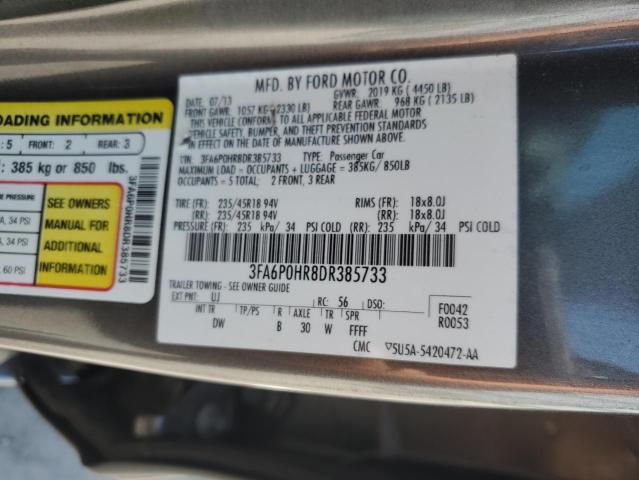 OADING INFORMATION
: 5 FRONT: 2 REAR: 3
: 385 kg or 850 lbs.
E PRESSURE
A, 34 PSI
A, 34 PSI
, 60 PSI
SEE OWNERS
MANUAL FOR
ADDITIONAL
INFORMATION
3FA6P0HR8DR385733
MFD. BY FORD MOTOR CO.
DATE: 07/13 GVWR: 2019 KG ( 4450 LB)
FRONT GAWR: 1057 KG 2330 LB) REAR GAWR: 968 KG ( 2135 LB)
THIS VEHICLE CONFORMS TO ALL APPLICABLE FEDERAL MOTOR
VEHICLE SAFETY, BUMPER, AND THEFT PREVENTION STANDARDS
IN EFFECT ON THE DATE OF MANUFACTURE SHOWN ABOVE.
VIN: 3FA6P0HR8DR385733 TYPE: Passenger Car
MAXIMUM LOAD = OCCUPANTS + LUGGAGE = 385KG / 850LB
OCCUPANTS = 5 TOTAL; 2 FRONT, 3 REAR
TIRE (FR): 235/45R18 94V RIMS (FR): 18x8.0J
(RR): 235/45R18 94V (RR): 18x8.0J
PRESSURE (FR): 235 kPa/ 34 PSI COLD (RR): 235 kPa/ 34 PSI COLD
3FA6P0HR8DR385733
TRAILER TOWING - SEE OWNER GUIDE
EXT PNT: UJ RC: 56 DSO: F0042
INT TR TP/PS R AXLE TR SPR R0053
DW B 30 W FFFF
CMC ▽5U5A-5420472-AA